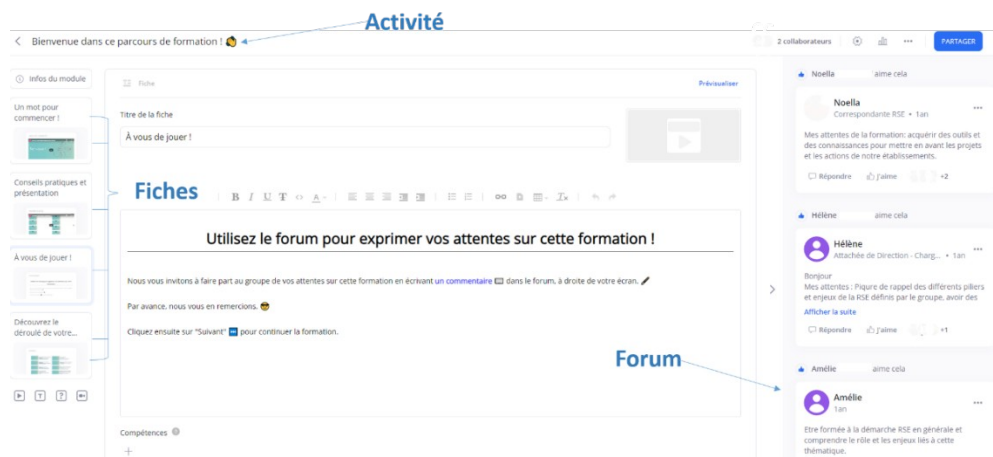 Activité
Bienvenue dans ce parcours de formation !
2 collaborateurs
PARTAGER
Infos du module
Un mot pour
commencer !
Conseils pratiques et
présentation
À vous de jouer !
Découvrez le
déroulé de votre...
Fiches
Fiche
Prévisualiser
Titre de la fiche
À vous de jouer !
B I U T A
Utilisez le forum pour exprimer vos attentes sur cette formation !
Nous vous invitons à faire part au groupe de vos attentes sur cette formation en écrivant un commentaire dans le forum, à droite de votre écran.
Par avance, nous vous en remercions.
Cliquez ensuite sur "Suivant" pour continuer la formation.
Compétences
Forum
Noella aime cela
Noella
Correspondante RSE • 1an
Mes attentes de la formation: acquérir des outils et
des connaissances pour mettre en avant les projets
et les actions de notre établissements.
Répondre J'aime +2
Hélène aime cela
Hélène
Attachée de Direction - Charg... • 1an
Bonjour
Mes attentes : Piqure de rappel des différents piliers
et enjeux de la RSE définis par le groupe, avoir des
Afficher la suite
Répondre J'aime +1
Amélie aime cela
Amélie
1an
Etre formée à la démarche RSE en générale et
comprendre le rôle et les enjeux liés à cette
thématique.